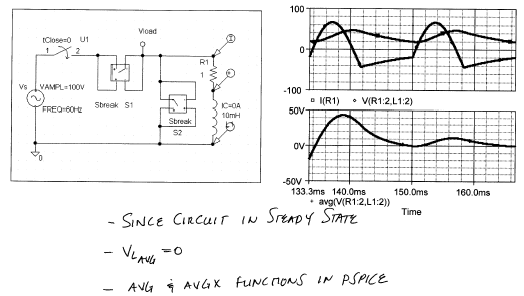 tClose=0 U1
1 2
Vload
I
R1
1
Vs
VAMPL=100V
FREQ=60Hz
Sbreak S1
Sbreak
S2
IC=0A
10mH
0
100
0
-100
I(R1) V(R1:2,L1:2)
50V
0V
-50V
133.3ms 140.0ms 150.0ms 160.0ms
avg(V(R1:2,L1:2))
Time
- SINCE CIRCUIT IN STEADY STATE
- VLAVG = 0
- AVG & AVGX FUNCTIONS IN PSPICE